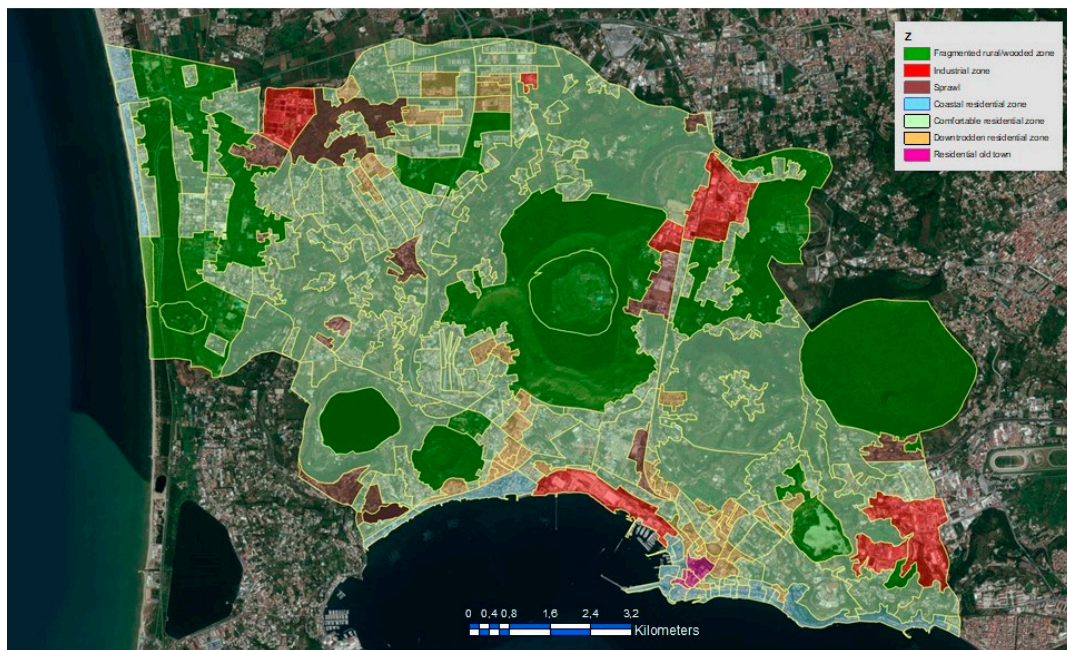 Z
Fragmented rural/wooded zone
Industrial zone
Sprawl
Coastal residential zone
Comfortable residential zone
Downtrodden residential zone
Residential old town
0 0,4 0,8 1,6 2,4 3,2
Kilometers